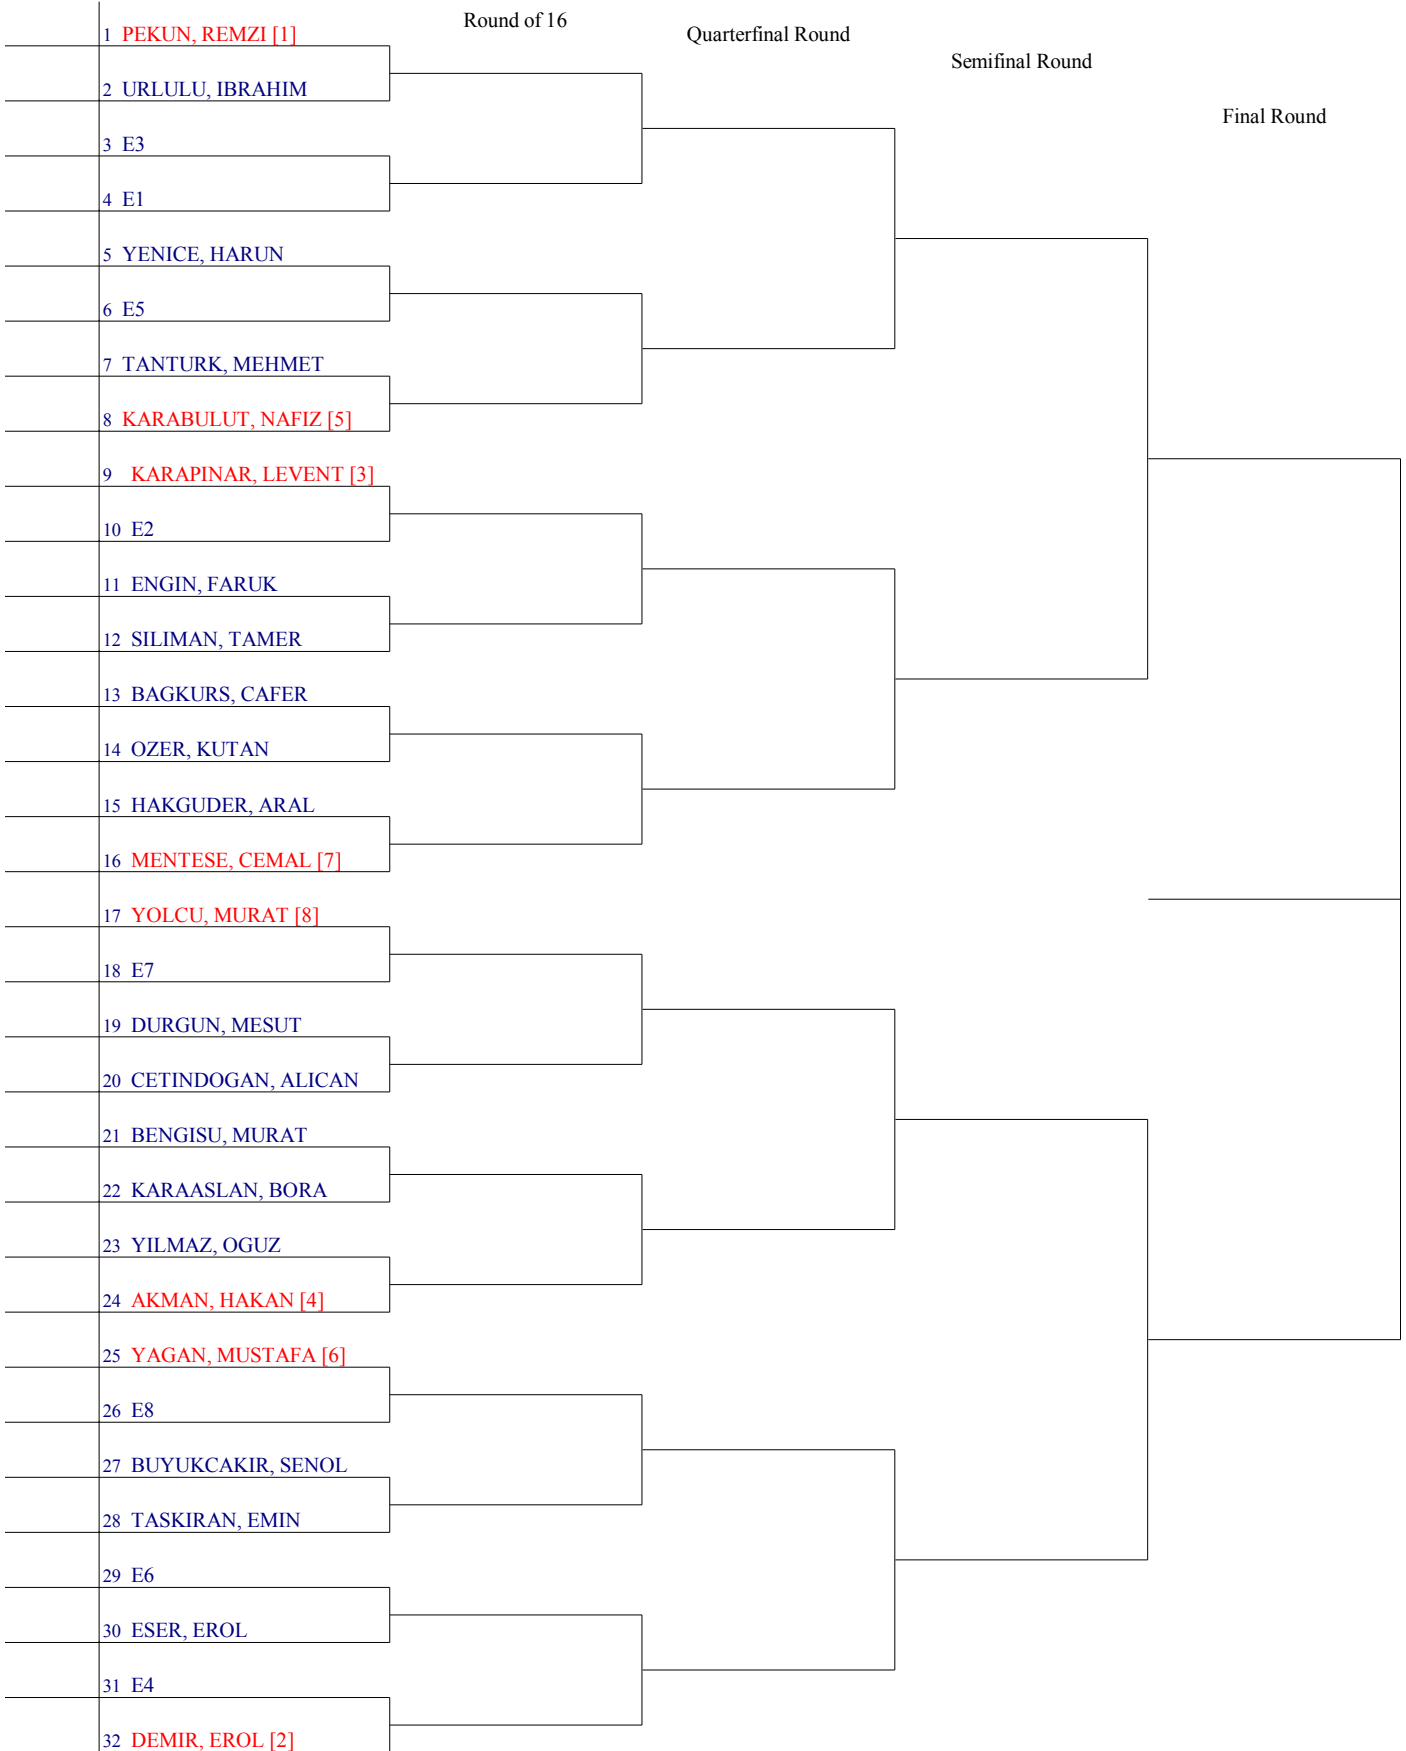 Round of 16
Quarterfinal Round
Semifinal Round
Final Round
1 PEKUN, REMZI [1]
2 URLULU, IBRAHIM
3 E3
4 E1
5 YENICE, HARUN
6 E5
7 TANTURK, MEHMET
8 KARABULUT, NAFIZ [5]
9 KARAPINAR, LEVENT [3]
10 E2
11 ENGIN, FARUK
12 SILIMAN, TAMER
13 BAGKURS, CAFER
14 OZER, KUTAN
15 HAKGUDER, ARAL
16 MENTESE, CEMAL [7]
17 YOLCU, MURAT [8]
18 E7
19 DURGUN, MESUT
20 CETINDOGAN, ALICAN
21 BENGISU, MURAT
22 KARAASLAN, BORA
23 YILMAZ, OGUZ
24 AKMAN, HAKAN [4]
25 YAGAN, MUSTAFA [6]
26 E8
27 BUYUKCAKIR, SENOL
28 TASKIRAN, EMIN
29 E6
30 ESER, EROL
31 E4
32 DEMIR, EROL [2]